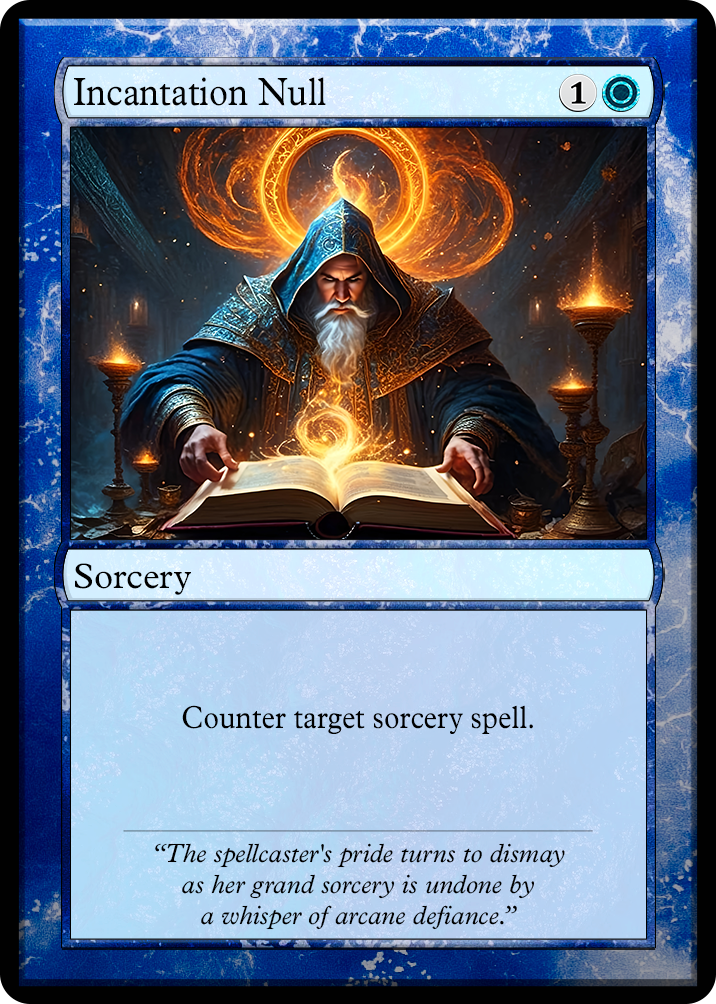 Incantation Null 1
Sorcery
Counter target sorcery spell.
“The spellcaster's pride turns to dismay
as her grand sorcery is undone by
a whisper of arcane defiance.”